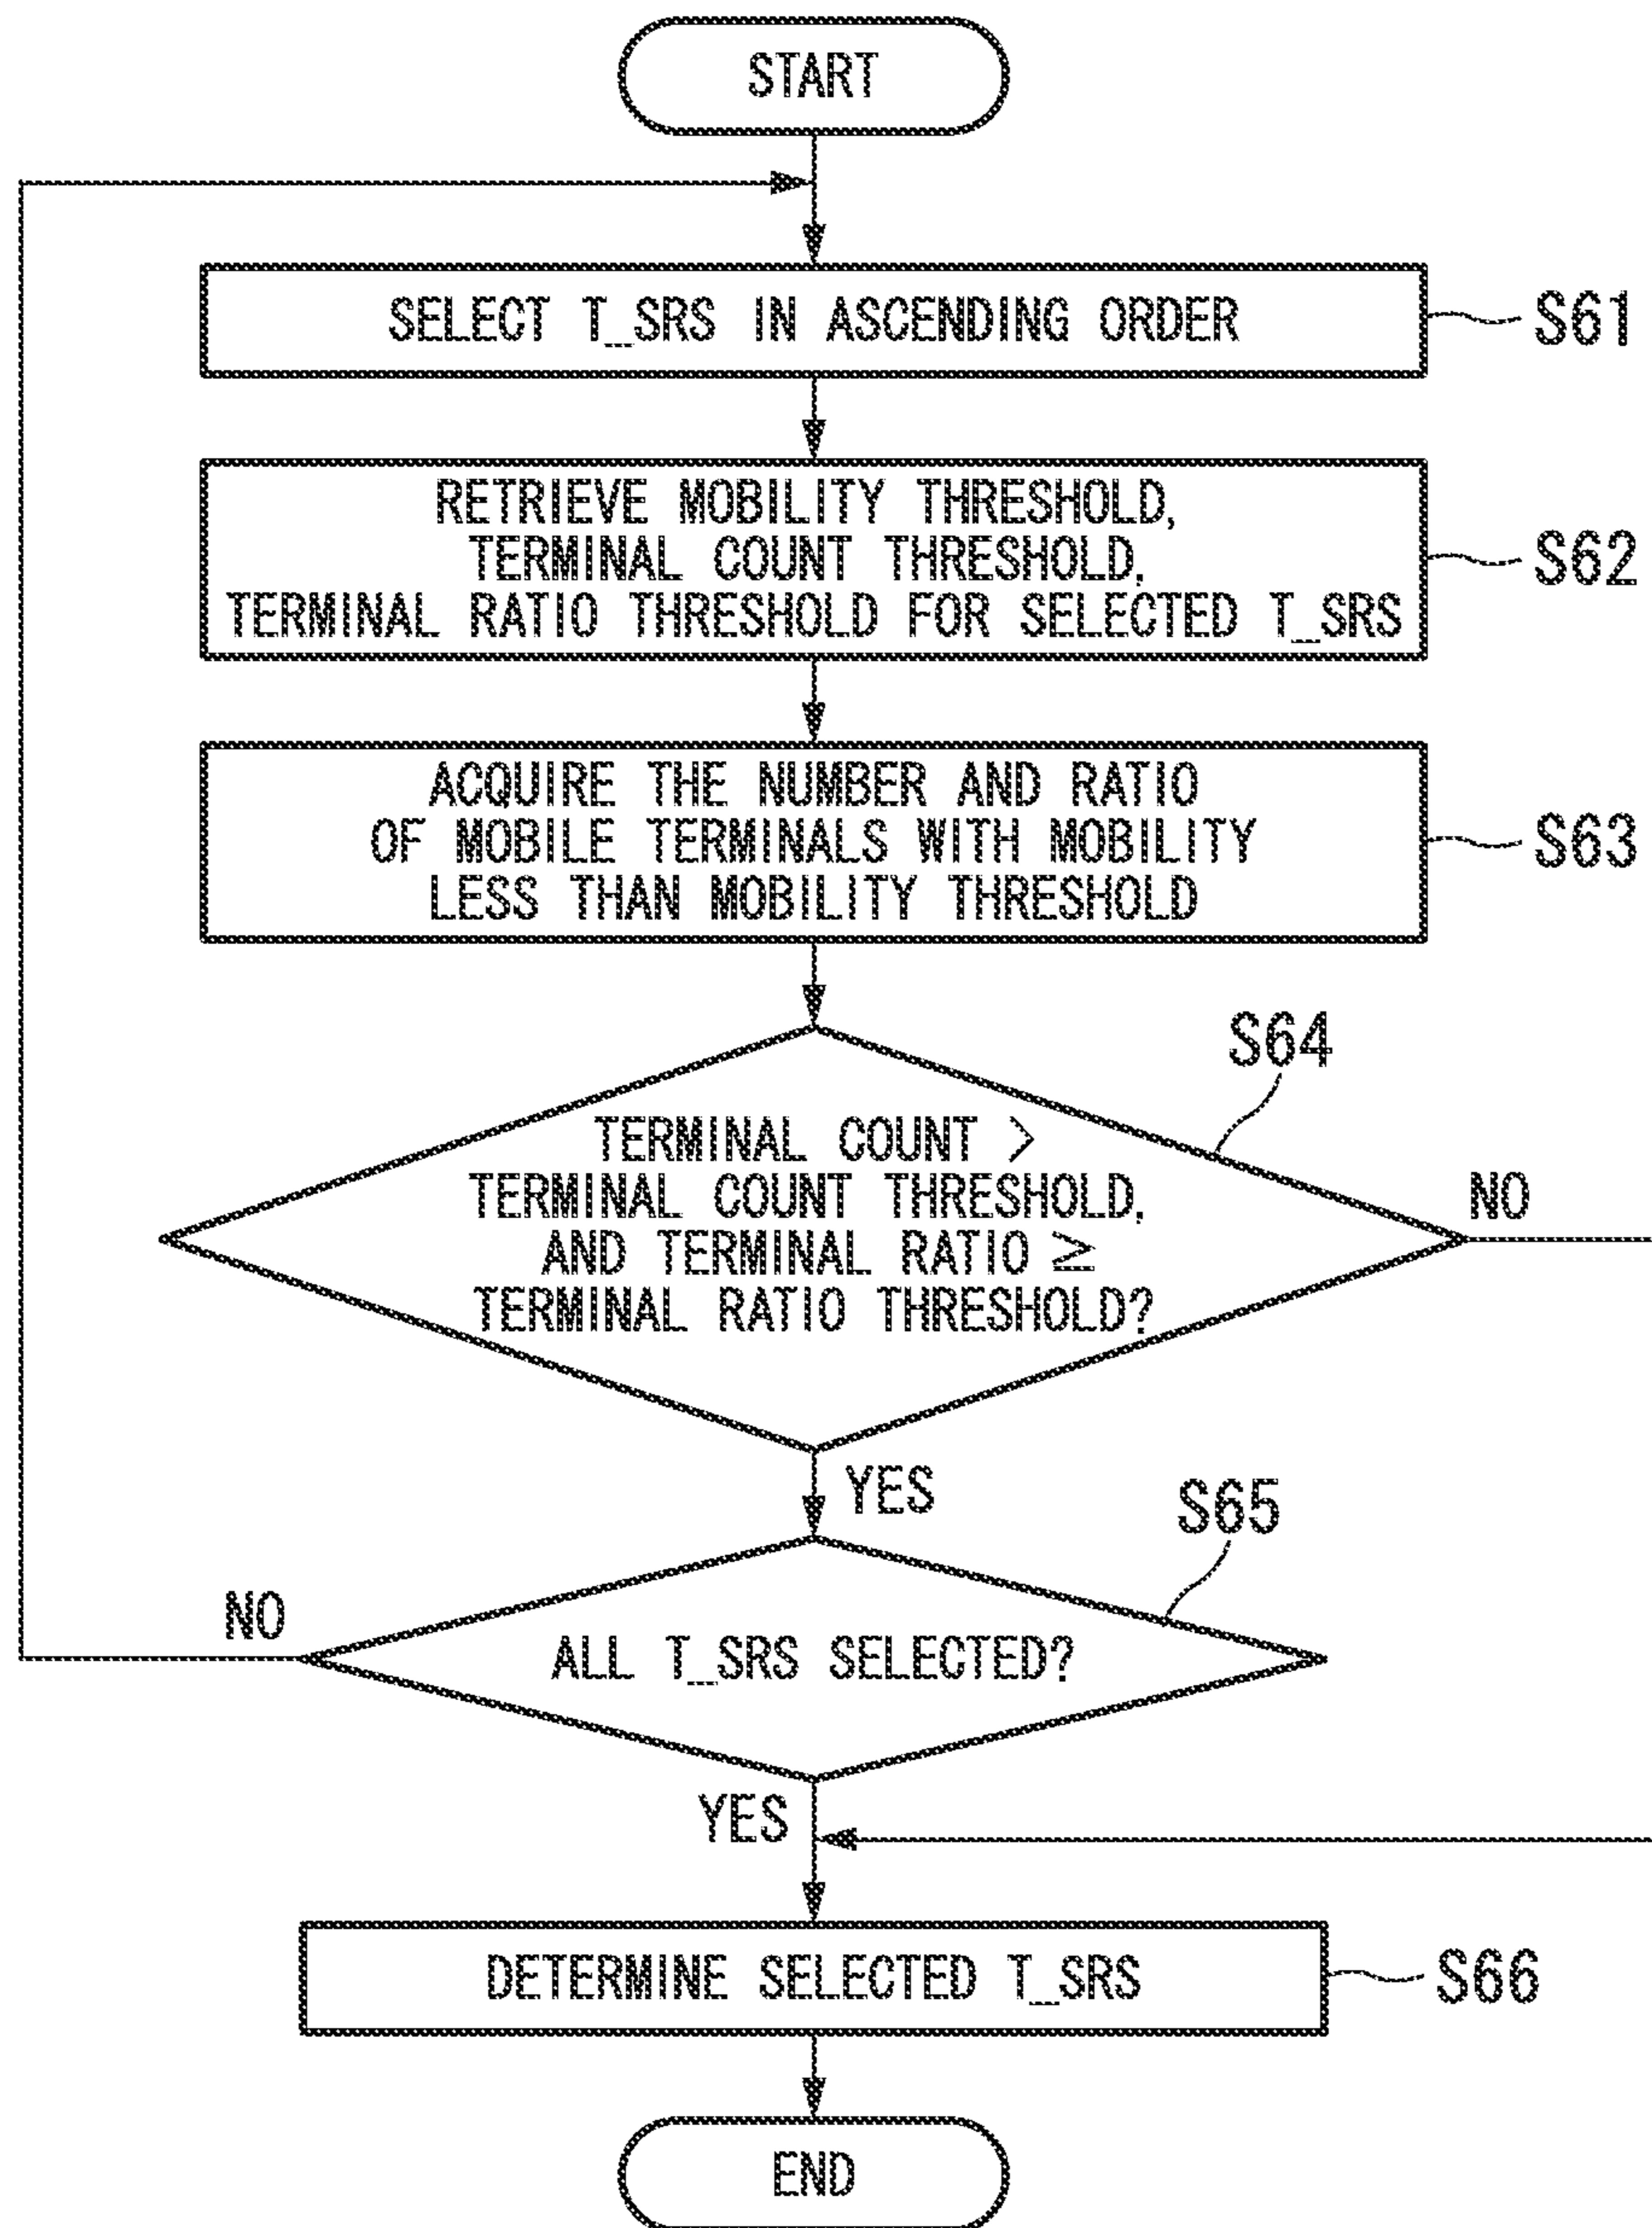 START
SELECT T_SRS IN ASCENDING ORDER
S61
RETRIEVE MOBILITY THRESHOLD,
TERMINAL COUNT THRESHOLD,
TERMINAL RATIO THRESHOLD FOR SELECTED T_SRS
S62
ACQUIRE THE NUMBER AND RATIO
OF MOBILE TERMINALS WITH MOBILITY
LESS THAN MOBILITY THRESHOLD
S63
S64
TERMINAL COUNT >
TERMINAL COUNT THRESHOLD,
AND TERMINAL RATIO ≥
TERMINAL RATIO THRESHOLD?
NO
YES
S65
NO
ALL T_SRS SELECTED?
YES
DETERMINE SELECTED T_SRS
S66
END